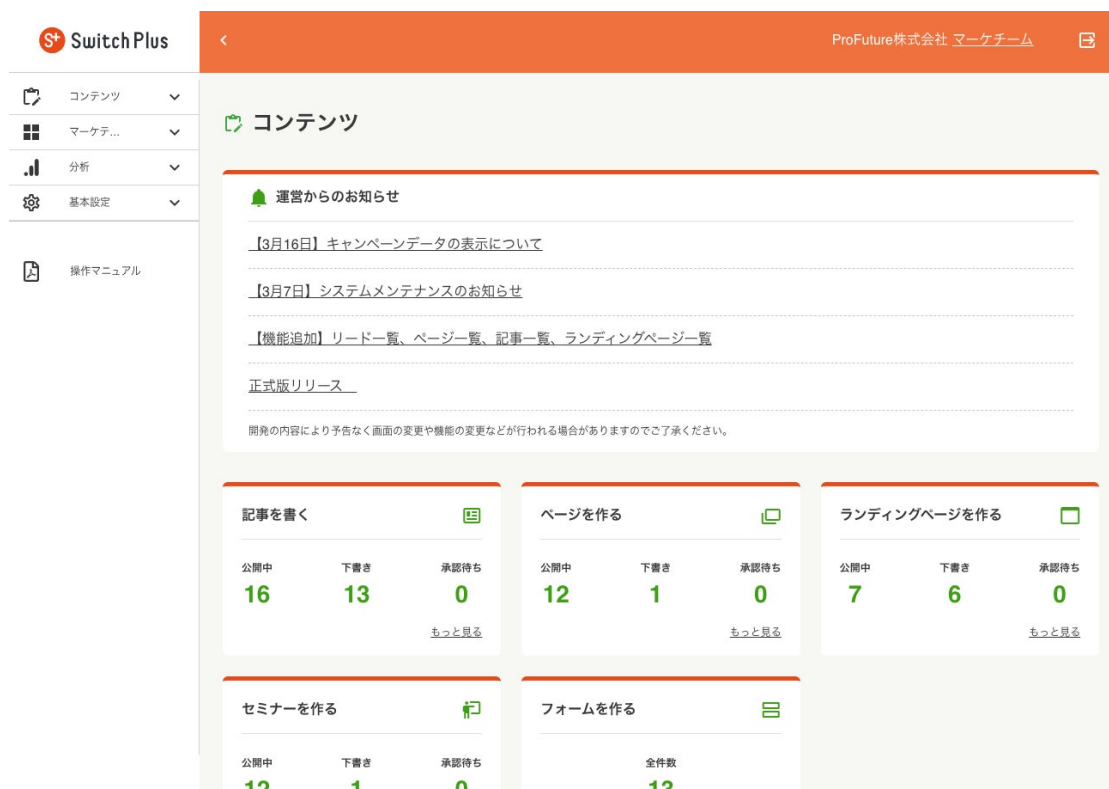 S+ Switch Plus
ProFuture株式会社 マーケチーム
コンテンツ
マーケテ...
分析
基本設定
操作マニュアル
コンテンツ
運営からのお知らせ
【3月16日】キャンペーンデータの表示について
【3月7日】システムメンテナンスのお知らせ
【機能追加】リード一覧、ページ一覧、記事一覧、ランディングページ一覧
正式版リリース
開発の内容により予告なく画面の変更や機能の変更などが行われる場合がありますのでご了承ください。
記事を書く
公開中 下書き 承認待ち
16 13 0
もっと見る
ページを作る
公開中 下書き 承認待ち
12 1 0
もっと見る
ランディングページを作る
公開中 下書き 承認待ち
7 6 0
もっと見る
セミナーを作る
公開中 下書き 承認待ち
12 1 0
フォームを作る
全件数
13